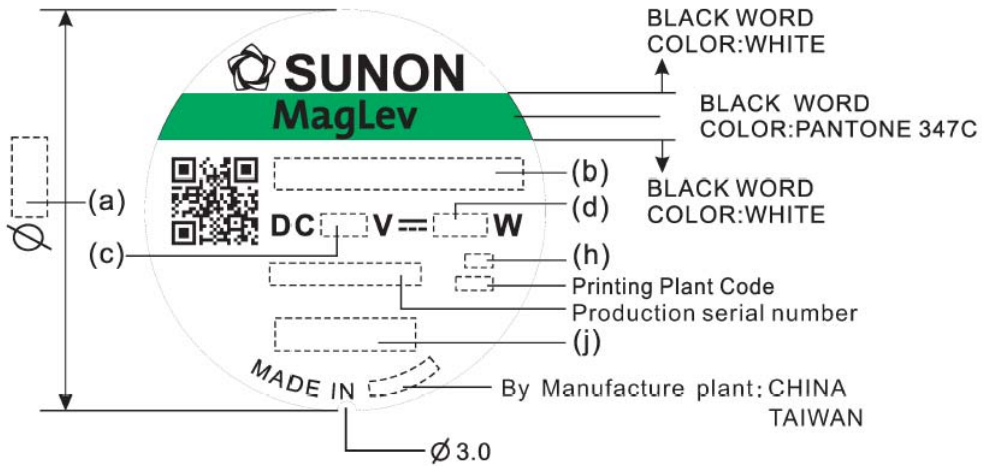 BLACK WORD
COLOR:WHITE
SUNON
MagLev
BLACK WORD
COLOR:PANTONE 347C
(b)
BLACK WORD
COLOR:WHITE
(a)
(d)
DC V W
Ø
(c)
(h)
Printing Plant Code
Production serial number
(j)
MADE IN
By Manufacture plant: CHINA
TAIWAN
Ø 3.0